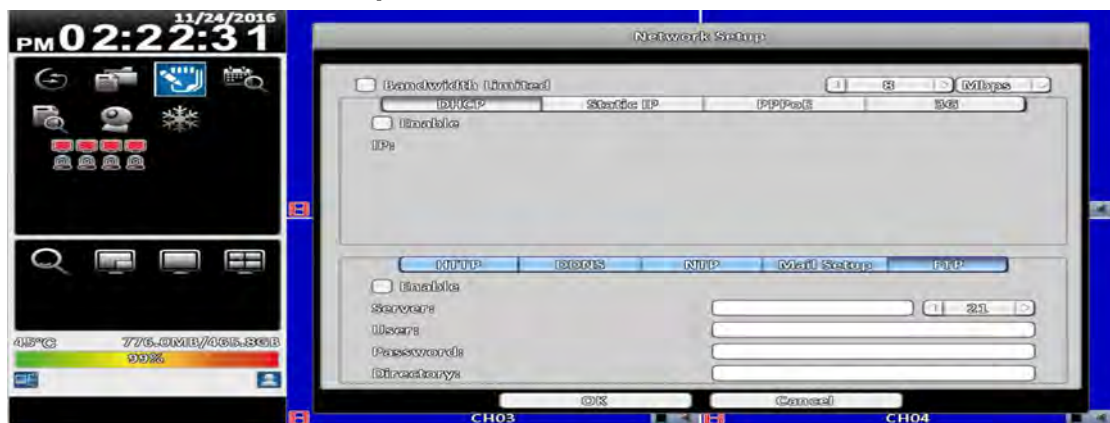 11/24/2016
PM 02:22:31
45°C 776.0MB/465.8GB
99%
Network Setup
Bandwidth Limited 8 Mbps
DHCP Static IP PPPoE 3G
Enable
IP:
HTTP DDNS NTP Mail Setup FTP
Enable
Server: 21
User:
Password:
Directory:
OK Cancel
CH03 CH04